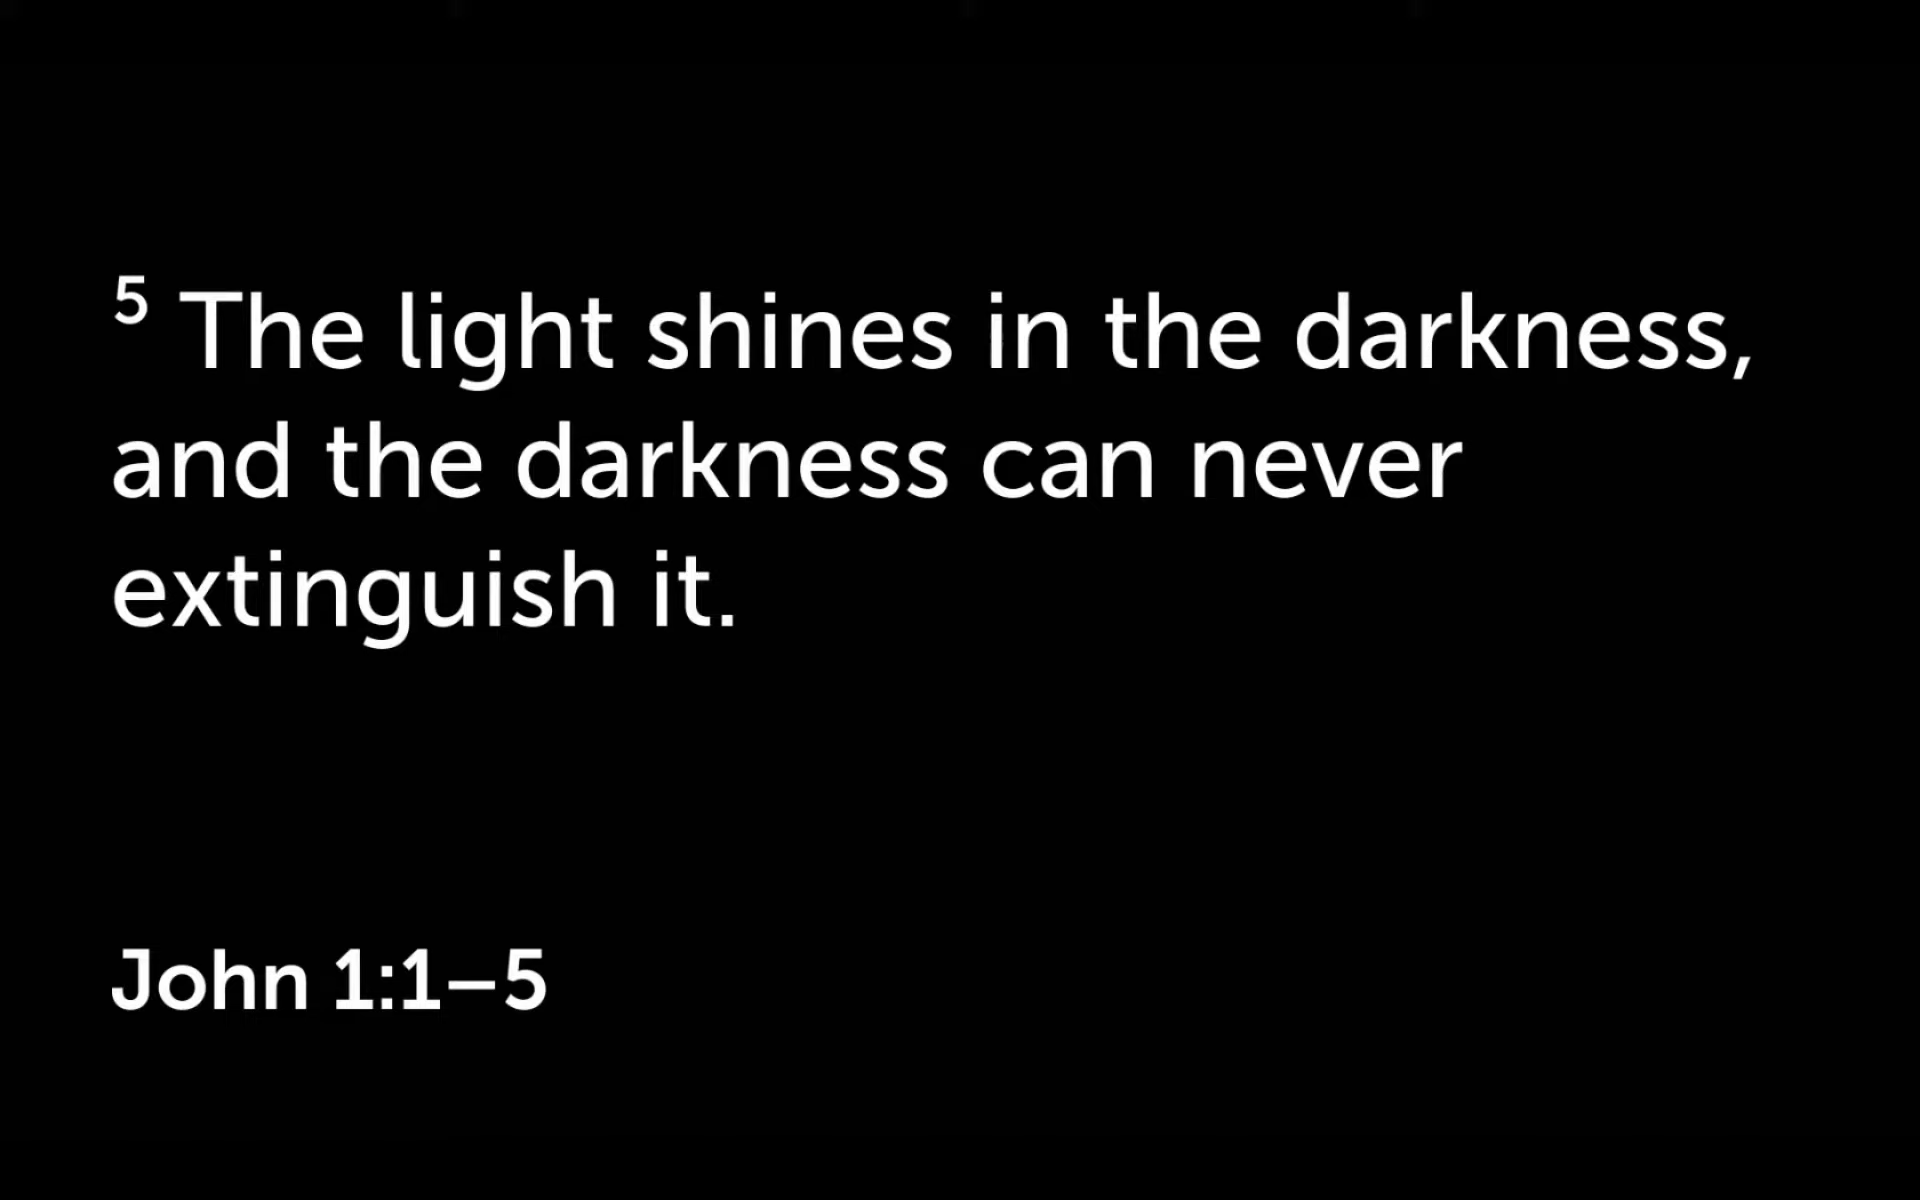 5 The light shines in the darkness,
and the darkness can never
extinguish it.
John 1:1–5